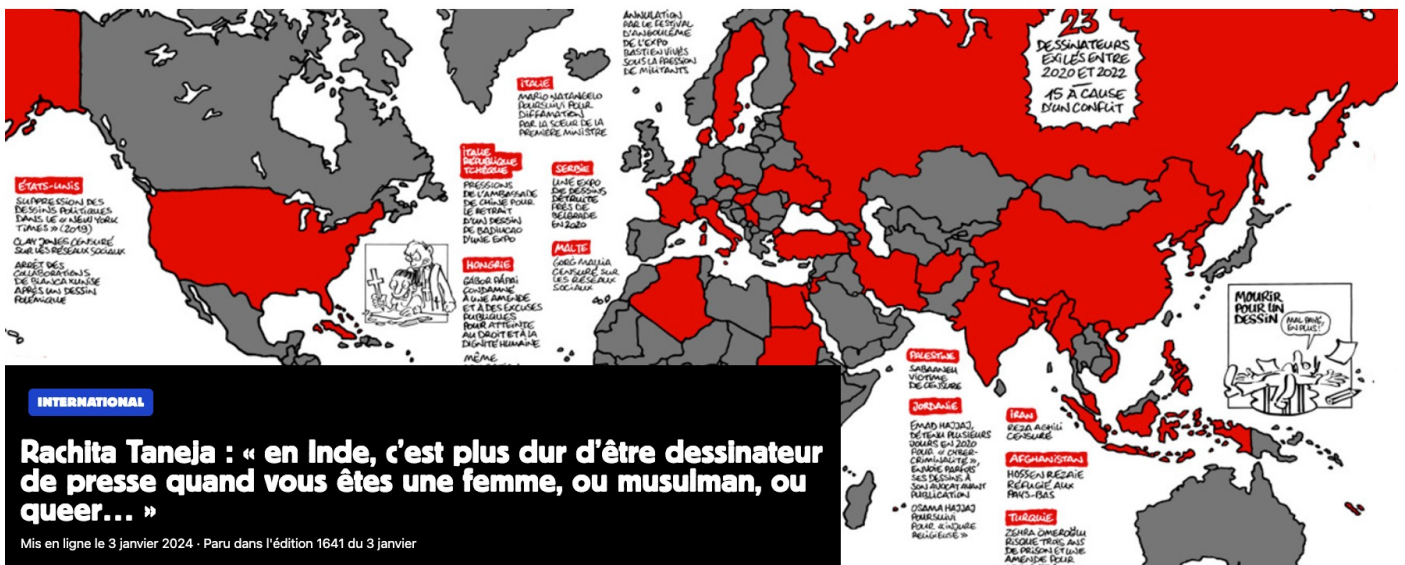 ANNULATION
PAR LE FESTIVAL
D'ANGOULÊME
DE L'EXPO
BASTIEN VIVÈS
SOUS LA PRESSION
DE MILITANTS
23
DESSINATEURS
EXILÉS ENTRE
2020 ET 2022
15 À CAUSE
D'UN CONFLIT
ITALIE
MARIO NATANGELO
POURSUIVI POUR
DIFFAMATION
PAR LA SŒUR DE LA
PREMIÈRE MINISTRE
ITALIE
RÉPUBLIQUE
TCHÈQUE
PRESSIONS
DE L'AMBASSADE
DE CHINE POUR
LE RETRAIT
D'UN DESSIN
DE BADIUCAO
D'UNE EXPO
SERBIE
UNE EXPO
DE DESSINS
DÉTRUITE
PRÈS DE
BELGRADE
EN 2020
MALTE
GORĠ MALLIA
CENSURÉ SUR
LES RÉSEAUX
SOCIAUX
HONGRIE
GÁBOR PÁPAI
CONDAMNÉ
À UNE AMENDE
ET À DES EXCUSES
PUBLIQUES
POUR ATTEINTE
AU DROIT ET À LA
DIGNITÉ HUMAINE
MÊME
ÉTATS-UNIS
SUPPRESSION DES
DESSINS POLITIQUES
DANS LE « NEW YORK
TIMES » (2019)
CLAY JONES CENSURÉ
SUR LES RÉSEAUX SOCIAUX
ARRÊT DES
COLLABORATIONS
DE
APRÈS UN DESSIN
POLÉMIQUE
MOURIR
POUR UN
DESSIN
MAL PAYÉ,
EN PLUS !
PALESTINE
SABAANEH
VICTIME
DE CENSURE
JORDANIE
EMAD HAJJAJ,
DÉTENU PLUSIEURS
JOURS EN 2020
POUR « CYBER-
CRIMINALITÉ »,
ENVOIE PARFOIS
SES DESSINS À
SON AVOCAT AVANT
PUBLICATION
OSAMA HAJJAJ
POURSUIVI
POUR « INJURE
RELIGIEUSE »
IRAN
REZA AGHILI
CENSURÉ
AFGHANISTAN
HOSSEN REZAIE
RÉFUGIÉ AUX
PAYS-BAS
TURQUIE
ZEHRA ÖMEROĞLU
RISQUE TROIS ANS
DE PRISON ET UNE
AMENDE POUR
INTERNATIONAL
Rachita Taneja : « en Inde, c'est plus dur d'être dessinateur
de presse quand vous êtes une femme, ou musulman, ou
queer… »
Mis en ligne le 3 janvier 2024 · Paru dans l'édition 1641 du 3 janvier